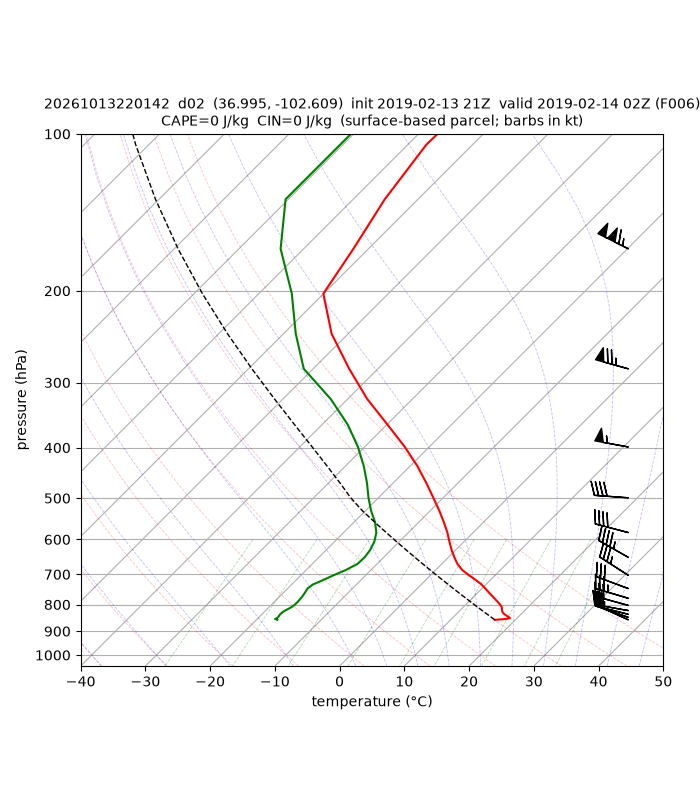 20261013220142  d02  (36.995, -102.609)  init 2019-02-13 21Z  valid 2019-02-14 02Z (F006)
CAPE=0 J/kg  CIN=0 J/kg  (surface-based parcel; barbs in kt)
100
200
300
400
500
600
700
800
900
1000
pressure (hPa)
−40 −30 −20 −10 0 10 20 30 40 50
temperature (°C)